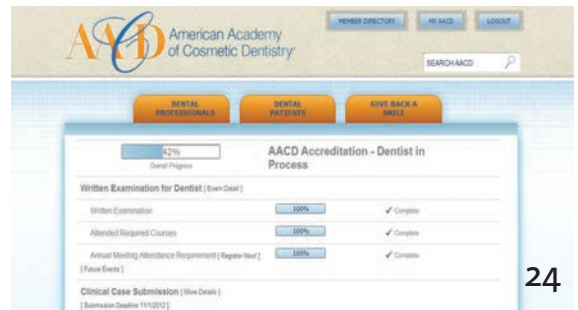 AACD
American Academy
of Cosmetic Dentistry
MEMBER DIRECTORY
MY AACD
LOGOUT
SEARCH AACD
DENTAL
PROFESSIONALS
DENTAL
PATIENTS
GIVE BACK A
SMILE
42%
Overall Progress
AACD Accreditation - Dentist in
Process
Written Examination for Dentist [ Exam Detail ]
Written Examination 100% ✓ Complete
Attended Required Courses 100% ✓ Complete
Annual Meeting Attendance Requirement [ Register Now! ] 100% ✓ Complete
[ Future Events ]
Clinical Case Submission [ More Details ]
[ Submission Deadline 11/1/2012 ]
24